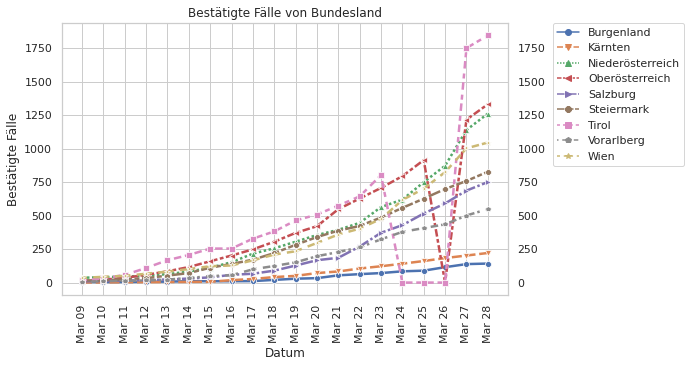 Bestätigte Fälle von Bundesland
Bestätigte Fälle
1750
1500
1250
1000
750
500
250
0
1750
1500
1250
1000
750
500
250
0
Mar 09
Mar 10
Mar 11
Mar 12
Mar 13
Mar 14
Mar 15
Mar 16
Mar 17
Mar 18
Mar 19
Mar 20
Mar 21
Mar 22
Mar 23
Mar 24
Mar 25
Mar 26
Mar 27
Mar 28
Datum
Burgenland
Kärnten
Niederösterreich
Oberösterreich
Salzburg
Steiermark
Tirol
Vorarlberg
Wien